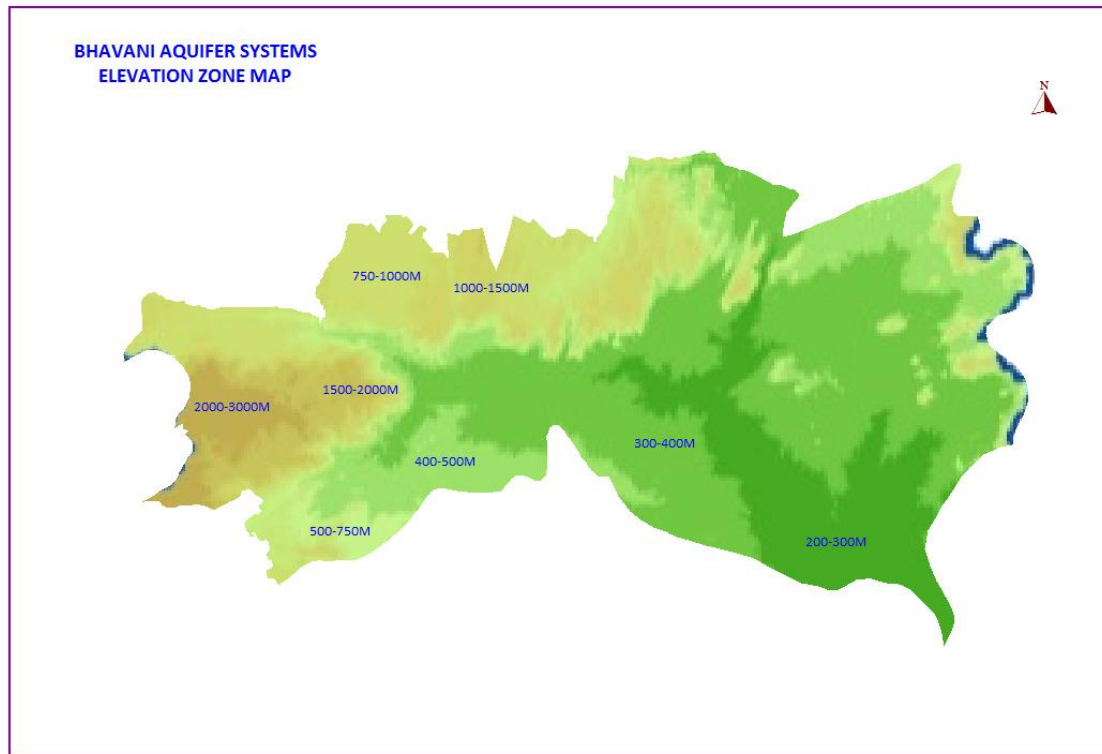 BHAVANI AQUIFER SYSTEMS
ELEVATION ZONE MAP
N
750-1000M
1000-1500M
1500-2000M
2000-3000M
300-400M
400-500M
500-750M
200-300M